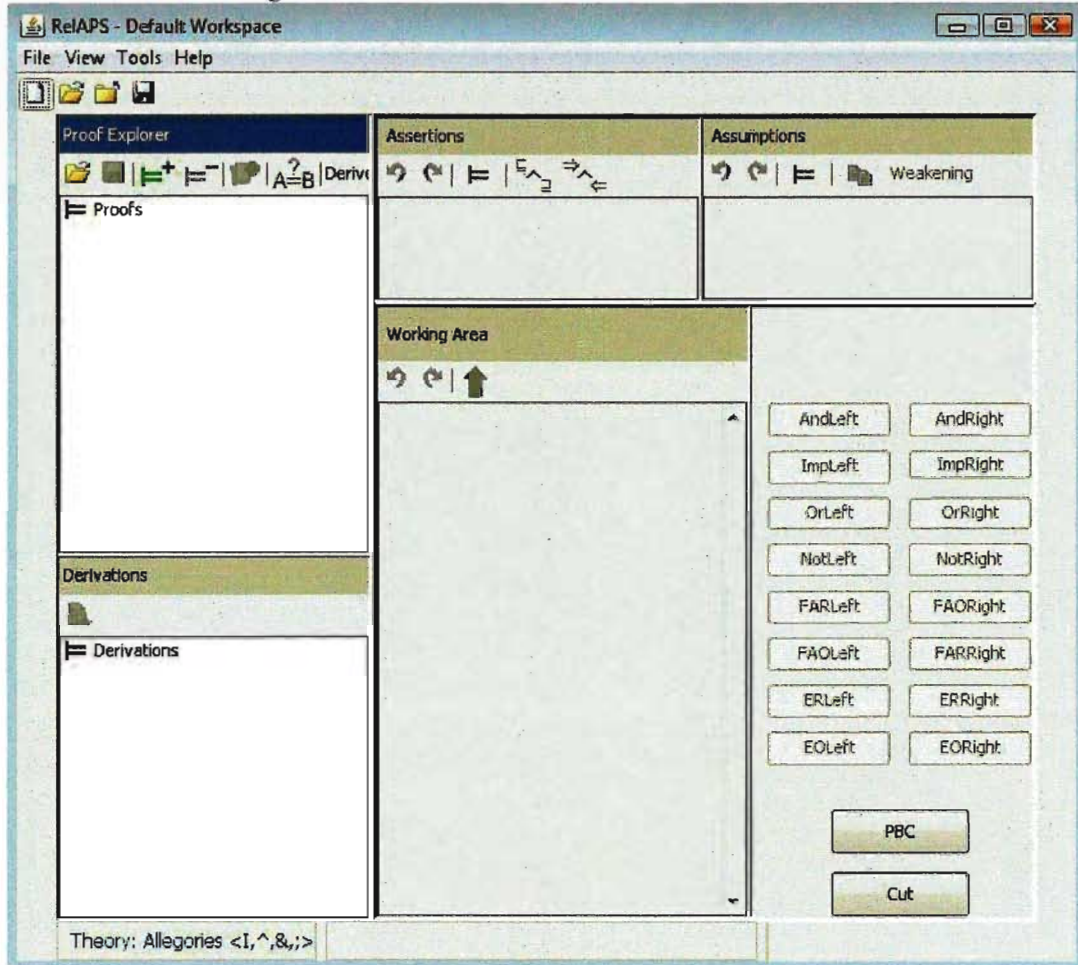 RelAPS - Default Workspace
File View Tools Help
Proof Explorer
A?=B Derive
Proofs
Assertions
Assumptions
Weakening
Working Area
AndLeft AndRight
ImpLeft ImpRight
OrLeft OrRight
NotLeft NotRight
FARLeft FAORight
FAOLeft FARRight
ERLeft ERRight
EOLeft EORight
PBC
Cut
Derivations
Derivations
Theory: Allegories <I,^,&,;>